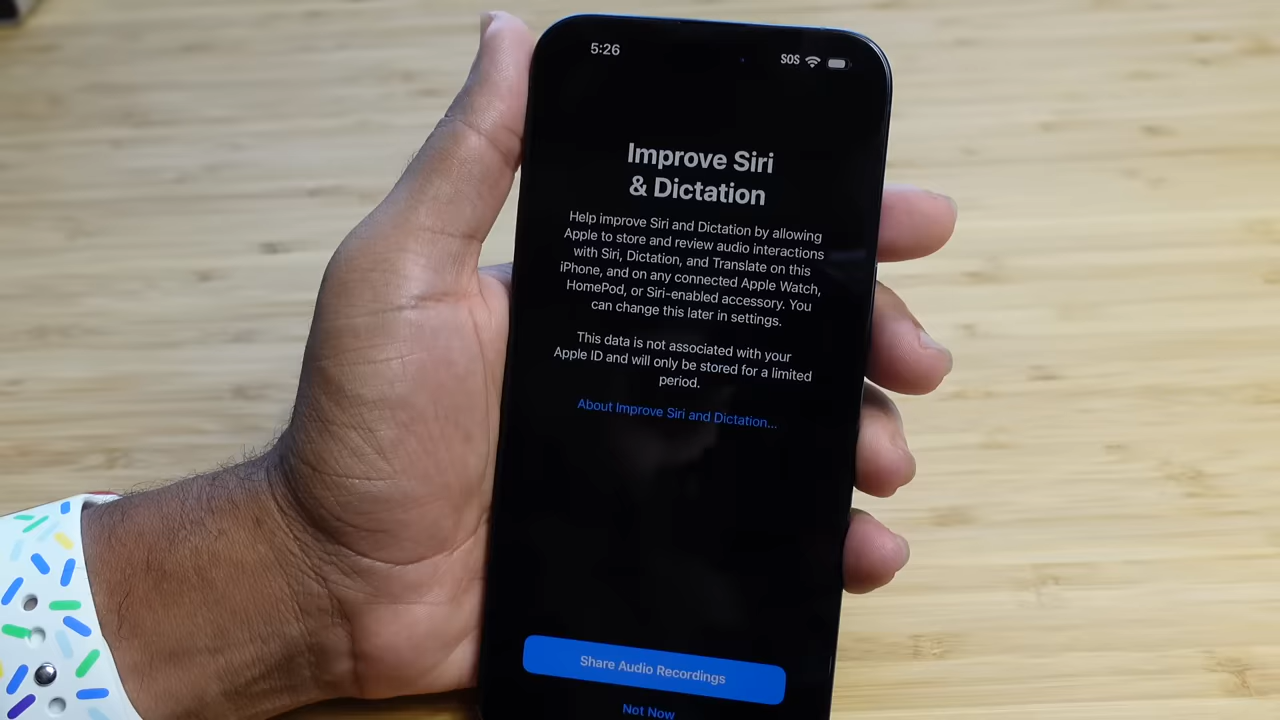 5:26
SOS
Improve Siri
& Dictation
Help improve Siri and Dictation by allowing
Apple to store and review audio interactions
with Siri, Dictation, and Translate on this
iPhone, and on any connected Apple Watch,
HomePod, or Siri-enabled accessory. You
can change this later in settings.
This data is not associated with your
Apple ID and will only be stored for a limited
period.
About Improve Siri and Dictation...
Share Audio Recordings
Not Now